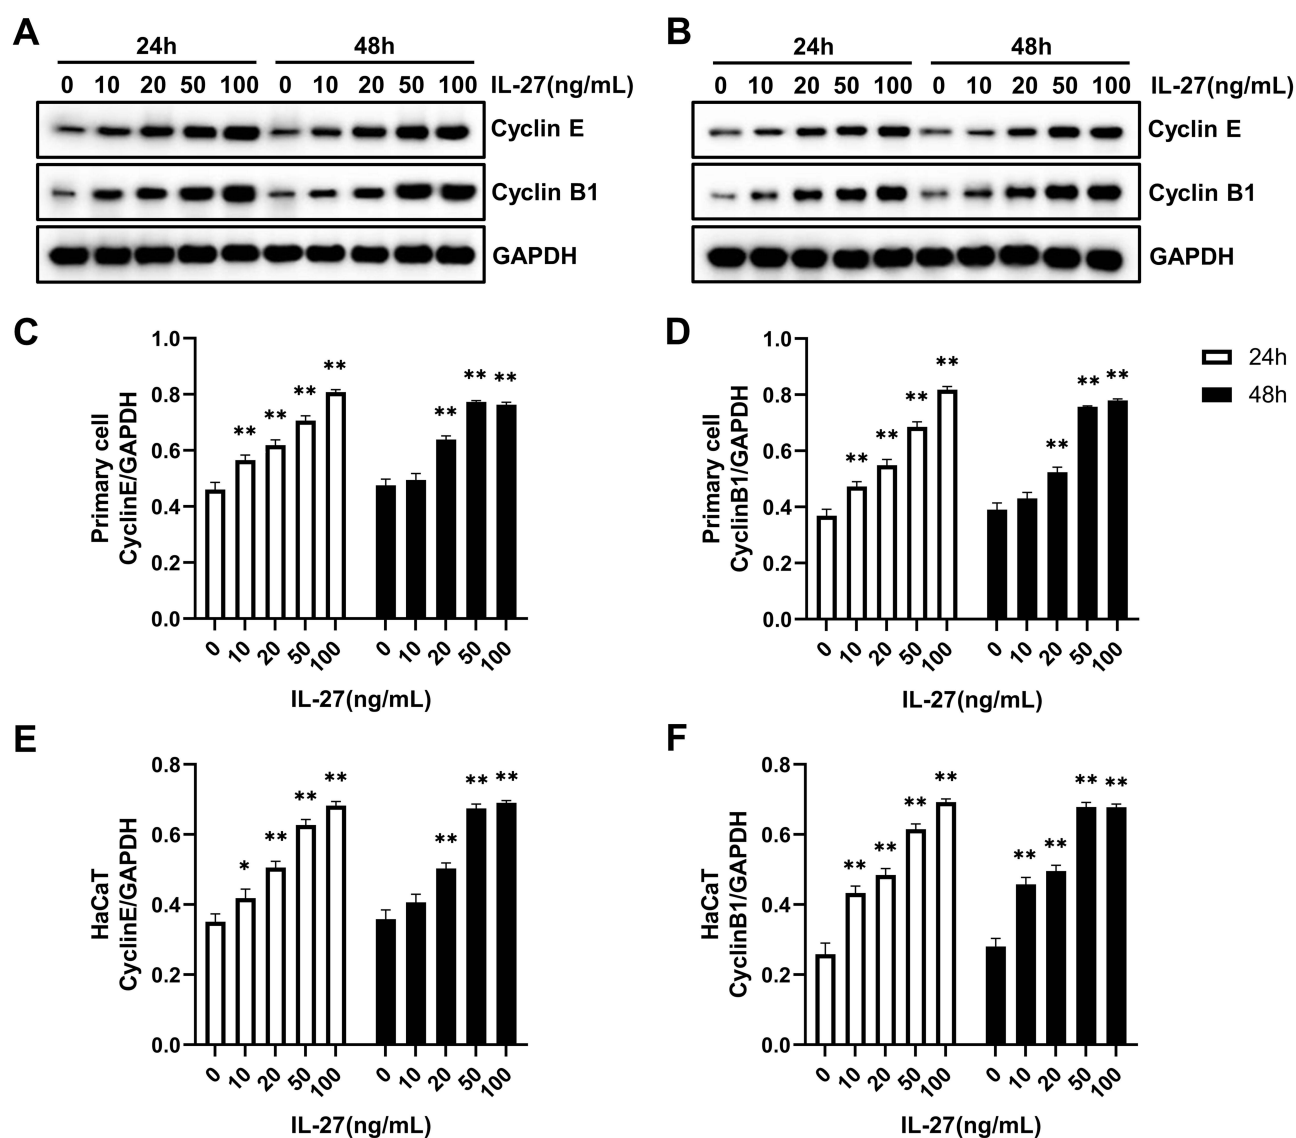 A
24h 48h
0 10 20 50 100 0 10 20 50 100 IL-27(ng/mL)
Cyclin E
Cyclin B1
GAPDH
B
24h 48h
0 10 20 50 100 0 10 20 50 100 IL-27(ng/mL)
Cyclin E
Cyclin B1
GAPDH
C
Primary cell
CyclinE/GAPDH
1.0
0.8
0.6
0.4
0.2
0.0
** ** ** ** ** ** **
0 10 20 50 100 0 10 20 50 100
IL-27(ng/mL)
D
Primary cell
CyclinB1/GAPDH
1.0
0.8
0.6
0.4
0.2
0.0
** ** ** ** ** ** **
0 10 20 50 100 0 10 20 50 100
IL-27(ng/mL)
24h
48h
E
HaCaT
CyclinE/GAPDH
0.8
0.6
0.4
0.2
0.0
* ** ** ** ** ** **
0 10 20 50 100 0 10 20 50 100
IL-27(ng/mL)
F
HaCaT
CyclinB1/GAPDH
0.8
0.6
0.4
0.2
0.0
** ** ** ** ** ** ** **
0 10 20 50 100 0 10 20 50 100
IL-27(ng/mL)